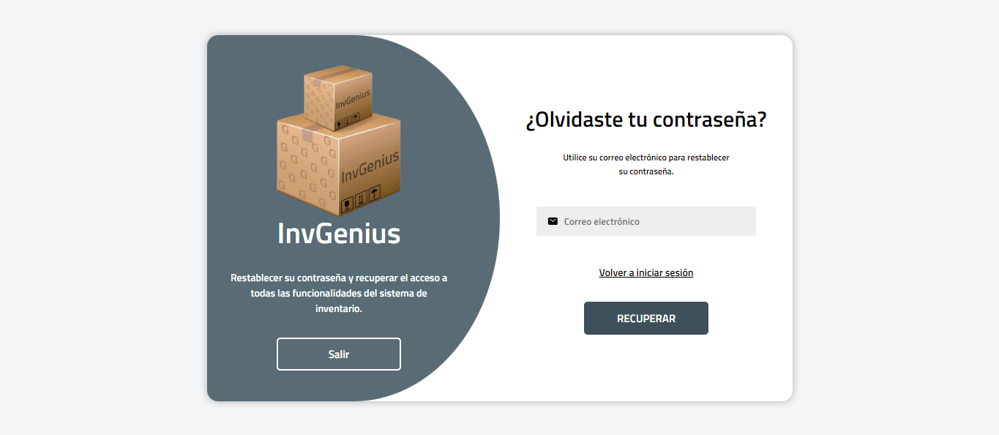 InvGenius
InvGenius
InvGenius
Restablecer su contraseña y recuperar el acceso a
todas las funcionalidades del sistema de
inventario.
Salir
¿Olvidaste tu contraseña?
Utilice su correo electrónico para restablecer
su contraseña.
Correo electrónico
Volver a iniciar sesión
RECUPERAR